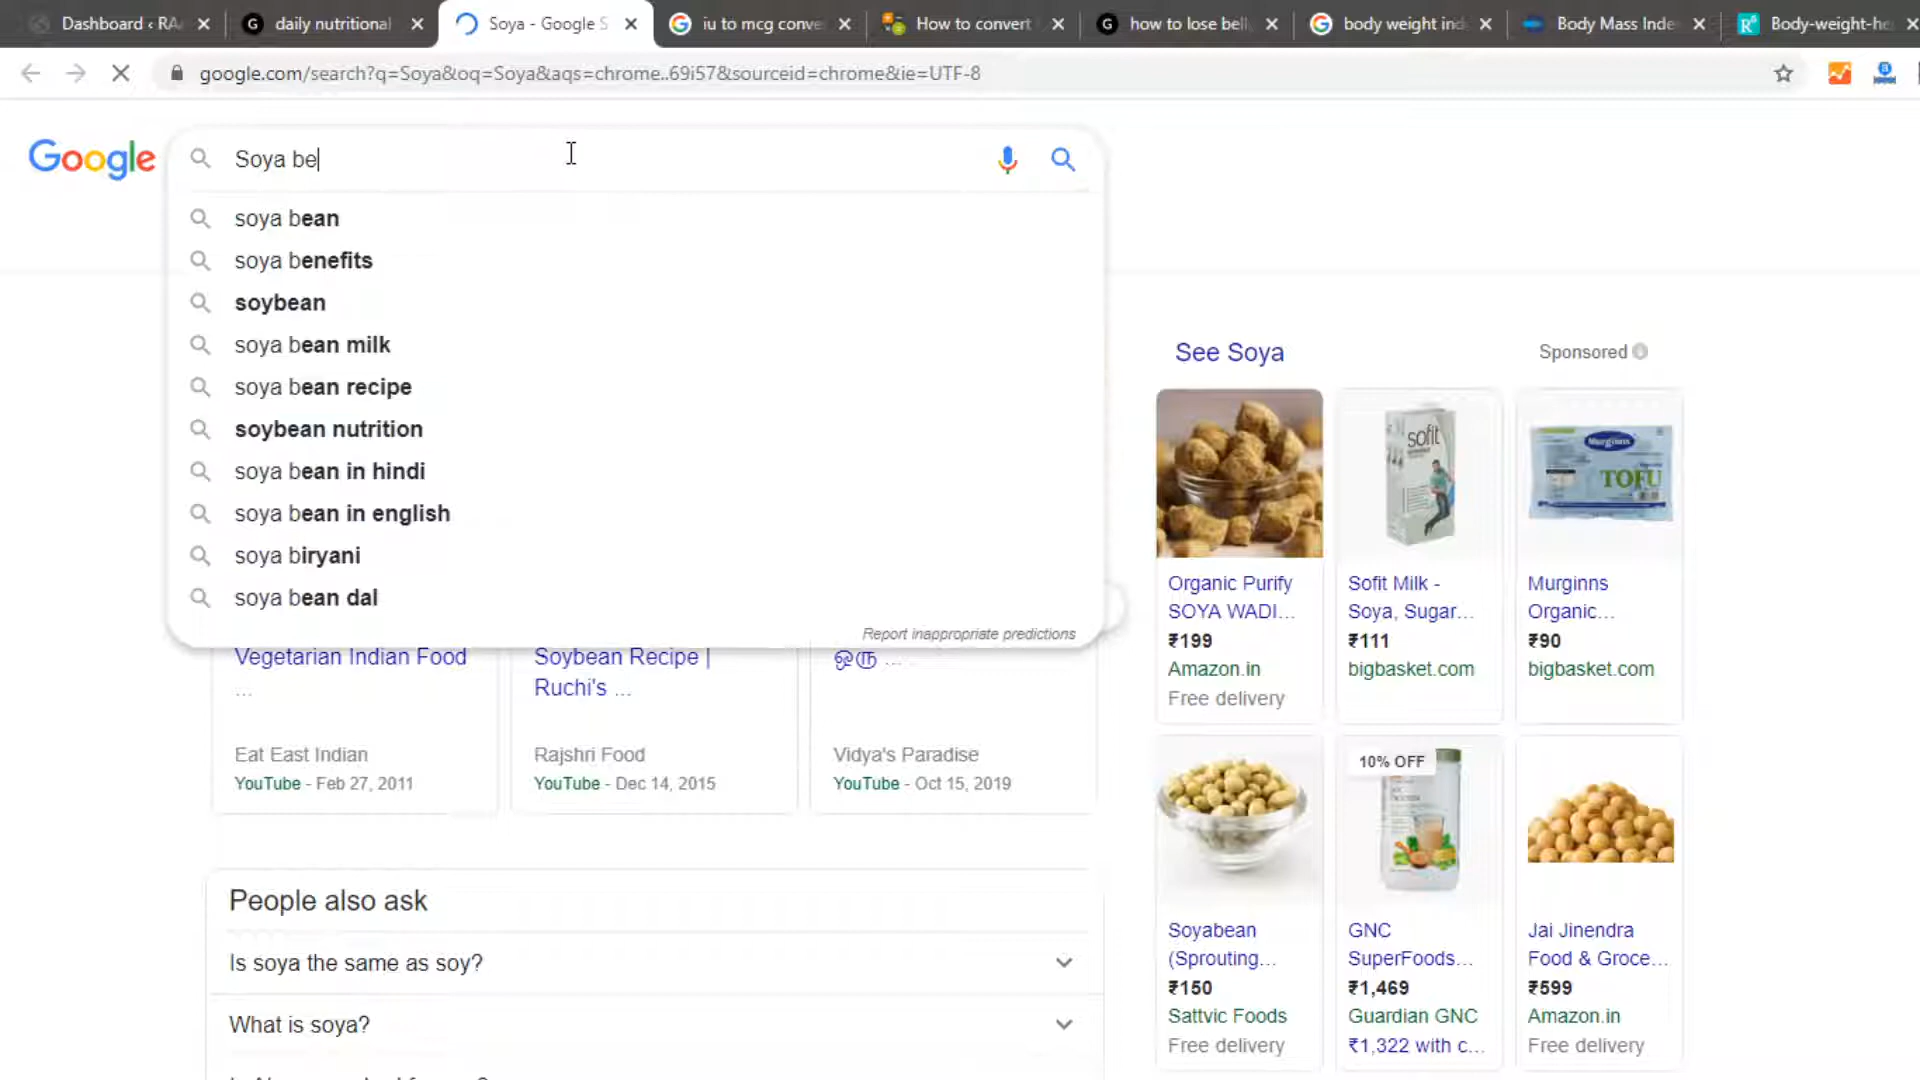 Dashboard ‹ RA
daily nutritional
Soya - Google S
iu to mcg conve
How to convert
how to lose bell
body weight ind
Body Mass Inde
Body-weight-he
google.com/search?q=Soya&oq=Soya&aqs=chrome..69i57&sourceid=chrome&ie=UTF-8
Google
Soya be
soya bean
soya benefits
soybean
soya bean milk
soya bean recipe
soybean nutrition
soya bean in hindi
soya bean in english
soya biryani
soya bean dal
Report inappropriate predictions
Vegetarian Indian Food
...
Eat East Indian
YouTube - Feb 27, 2011
Soybean Recipe |
Ruchi's ...
Rajshri Food
YouTube - Dec 14, 2015
ஒரு ...
Vidya's Paradise
YouTube - Oct 15, 2019
People also ask
Is soya the same as soy?
What is soya?
See Soya
Sponsored
Organic Purify
SOYA WADI...
₹199
Amazon.in
Free delivery
sofit
Sofit Milk -
Soya, Sugar...
₹111
bigbasket.com
Murginns
TOFU
Murginns
Organic...
₹90
bigbasket.com
Soyabean
(Sprouting...
₹150
Sattvic Foods
Free delivery
10% OFF
GNC
SuperFoods...
₹1,469
Guardian GNC
₹1,322 with c...
Jai Jinendra
Food & Groce...
₹599
Amazon.in
Free delivery